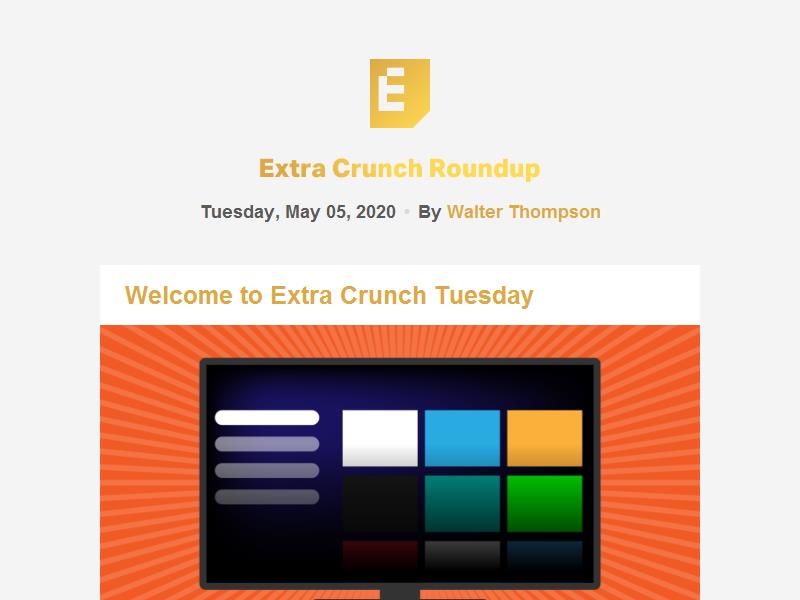 E
Extra Crunch Roundup
Tuesday, May 05, 2020 • By Walter Thompson
Welcome to Extra Crunch Tuesday